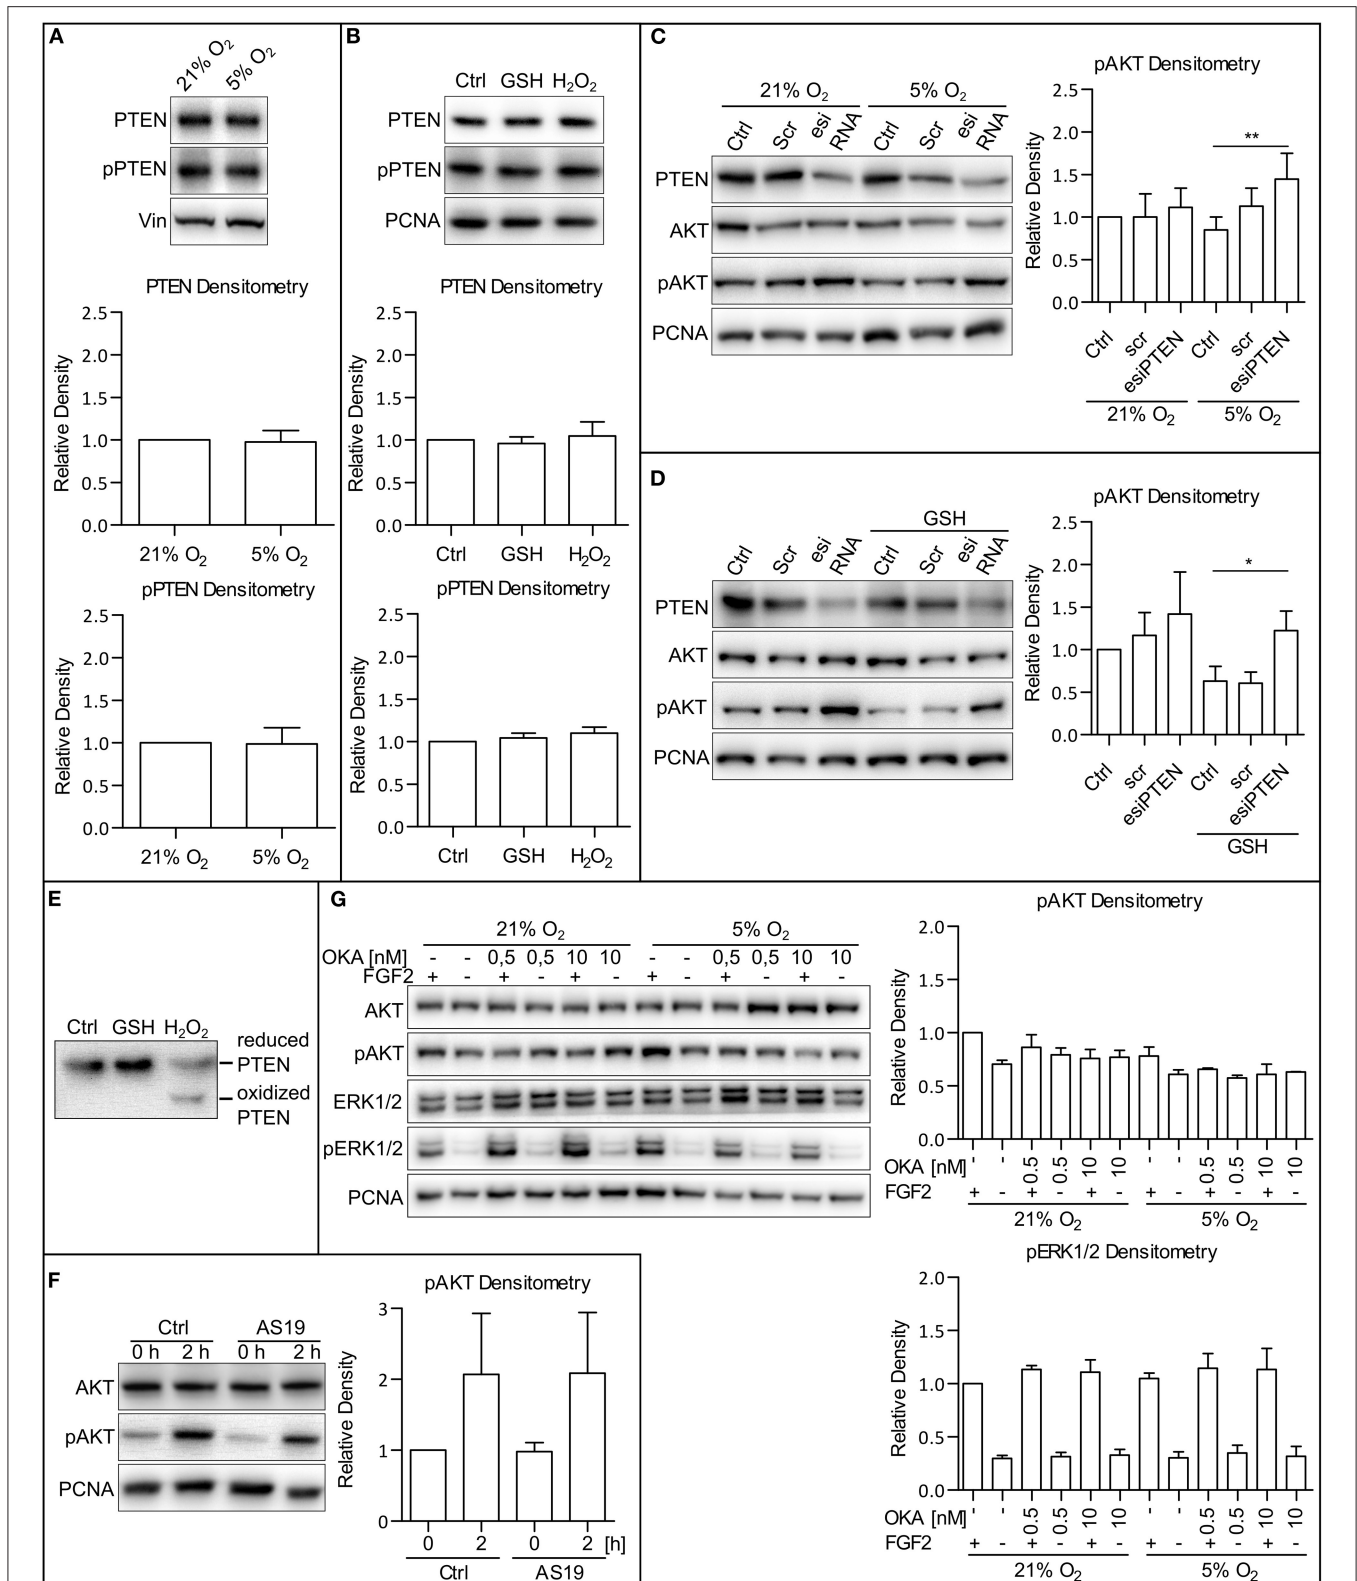 A
21% O2 5% O2
PTEN
pPTEN
Vin
PTEN Densitometry
Relative Density
2.5
2.0
1.5
1.0
0.5
0.0
21% O2 5% O2
pPTEN Densitometry
Relative Density
2.5
2.0
1.5
1.0
0.5
0.0
21% O2 5% O2
B
Ctrl GSH H2O2
PTEN
pPTEN
PCNA
PTEN Densitometry
Relative Density
2.5
2.0
1.5
1.0
0.5
0.0
Ctrl GSH H2O2
pPTEN Densitometry
Relative Density
2.5
2.0
1.5
1.0
0.5
0.0
Ctrl GSH H2O2
C
21% O2 5% O2
Ctrl Scr esi RNA Ctrl Scr esi RNA
PTEN
AKT
pAKT
PCNA
pAKT Densitometry
Relative Density
2.5
2.0
1.5
1.0
0.5
0.0
**
Ctrl scr esiPTEN Ctrl scr esiPTEN
21% O2 5% O2
D
GSH
Ctrl Scr esi RNA Ctrl Scr esi RNA
PTEN
AKT
pAKT
PCNA
pAKT Densitometry
Relative Density
2.5
2.0
1.5
1.0
0.5
0.0
*
Ctrl scr esiPTEN Ctrl scr esiPTEN
GSH
E
Ctrl GSH H2O2
reduced
PTEN
oxidized
PTEN
G
21% O2 5% O2
OKA [nM] - - 0,5 0,5 10 10 - - 0,5 0,5 10 10
FGF2 + - + - + - + - + - + -
AKT
pAKT
ERK1/2
pERK1/2
PCNA
pAKT Densitometry
Relative Density
2.0
1.5
1.0
0.5
0.0
OKA [nM] - - 0.5 0.5 10 10 - - 0.5 0.5 10 10
FGF2 + - + - + - + - + - + -
21% O2 5% O2
pERK1/2 Densitometry
Relative Density
2.0
1.5
1.0
0.5
0.0
OKA [nM] - - 0.5 0.5 10 10 - - 0.5 0.5 10 10
FGF2 + - + - + - + - + - + -
21% O2 5% O2
F
Ctrl AS19
0 h 2 h 0 h 2 h
AKT
pAKT
PCNA
pAKT Densitometry
Relative Density
3
2
1
0
0 2 0 2 [h]
Ctrl AS19